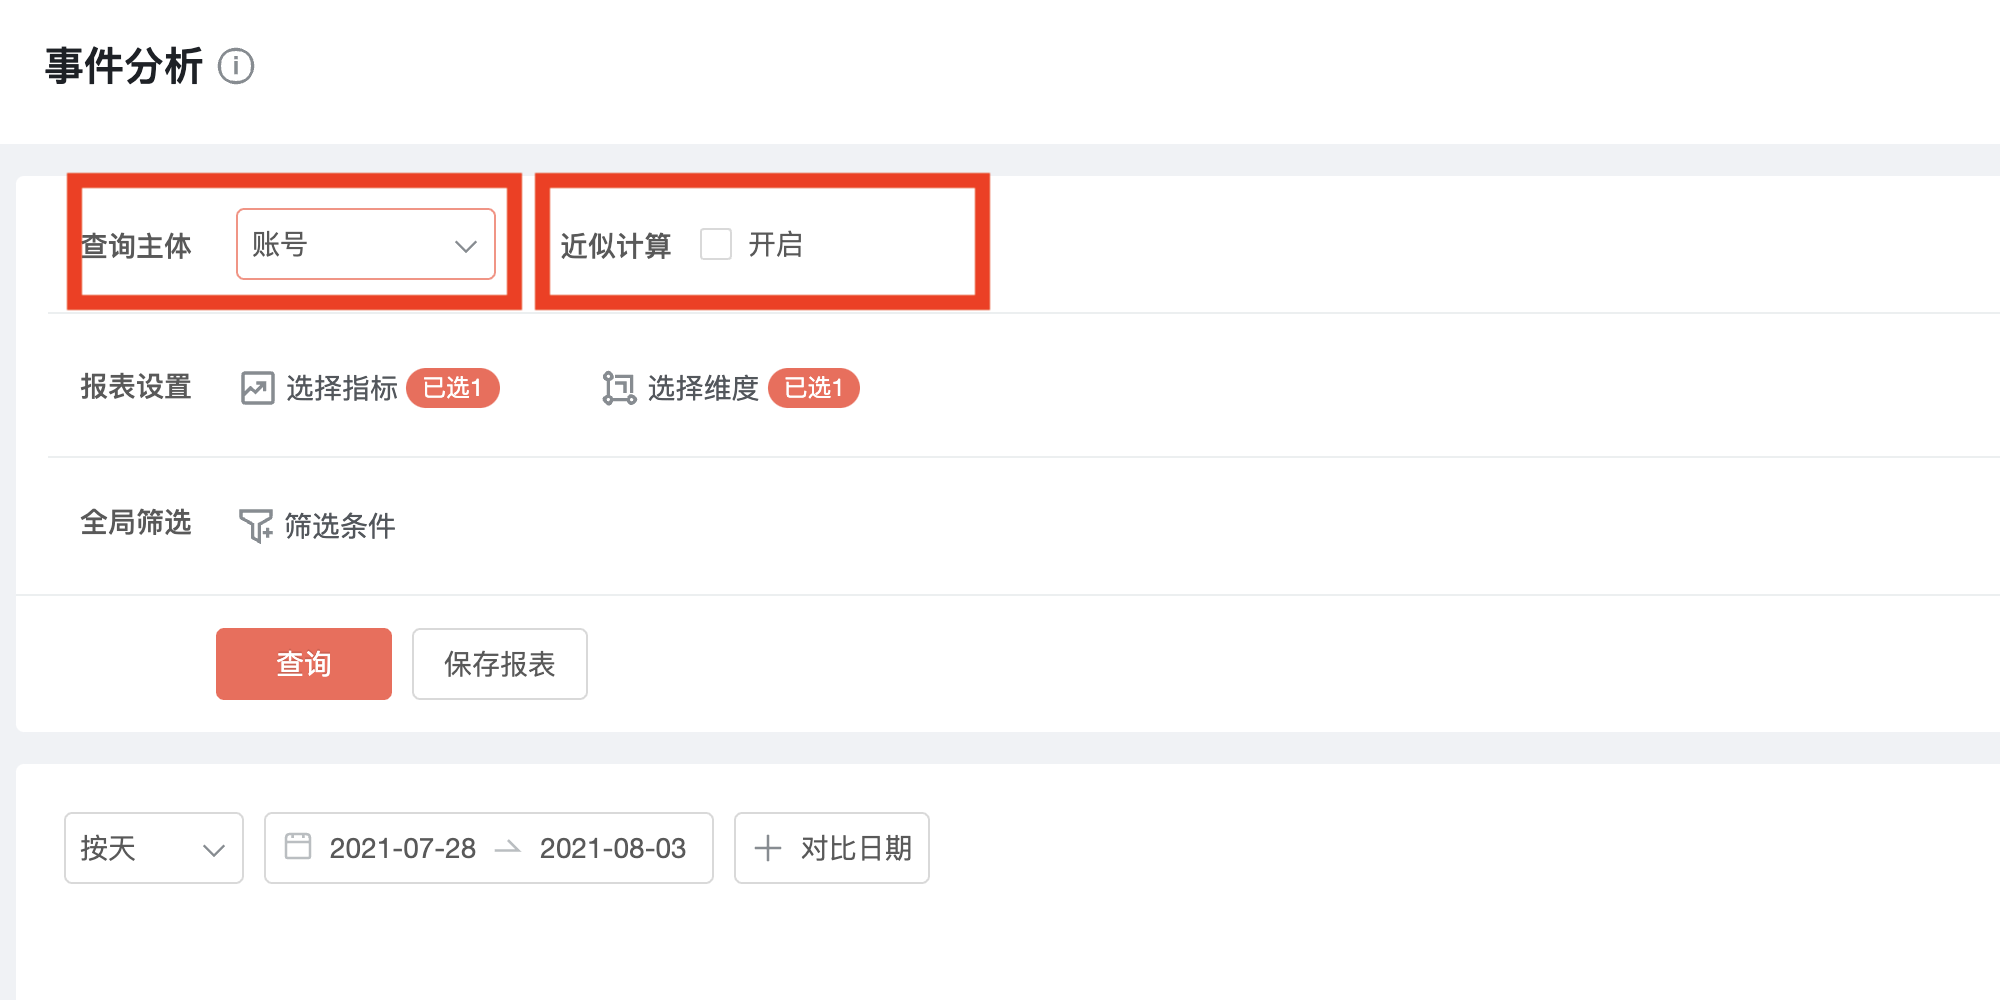 事件分析
查询主体 账号 近似计算 开启
报表设置 选择指标 已选1 选择维度 已选1
全局筛选 筛选条件
查询 保存报表
按天 2021-07-28 2021-08-03 对比日期